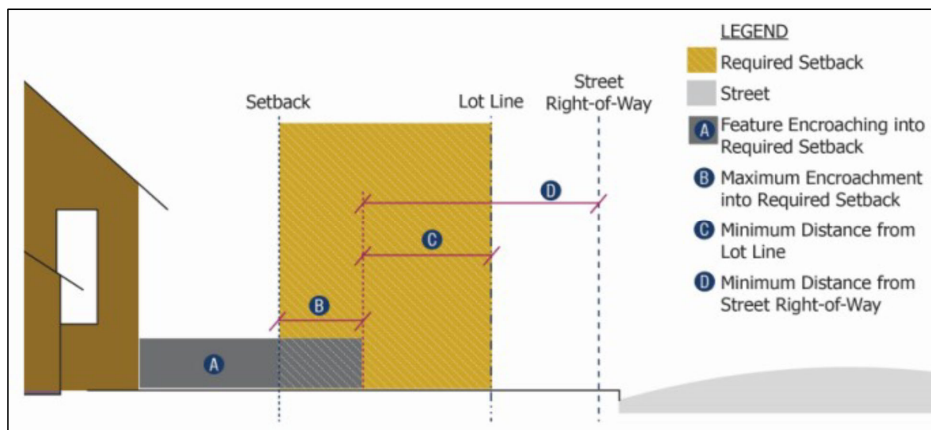 LEGEND
Required Setback
Street
A
Feature Encroaching into
Required Setback
B
Maximum Encroachment
into Required Setback
C
Minimum Distance from
Lot Line
D
Minimum Distance from
Street Right-of-Way
Setback
Lot Line
Street
Right-of-Way
D
C
B
A